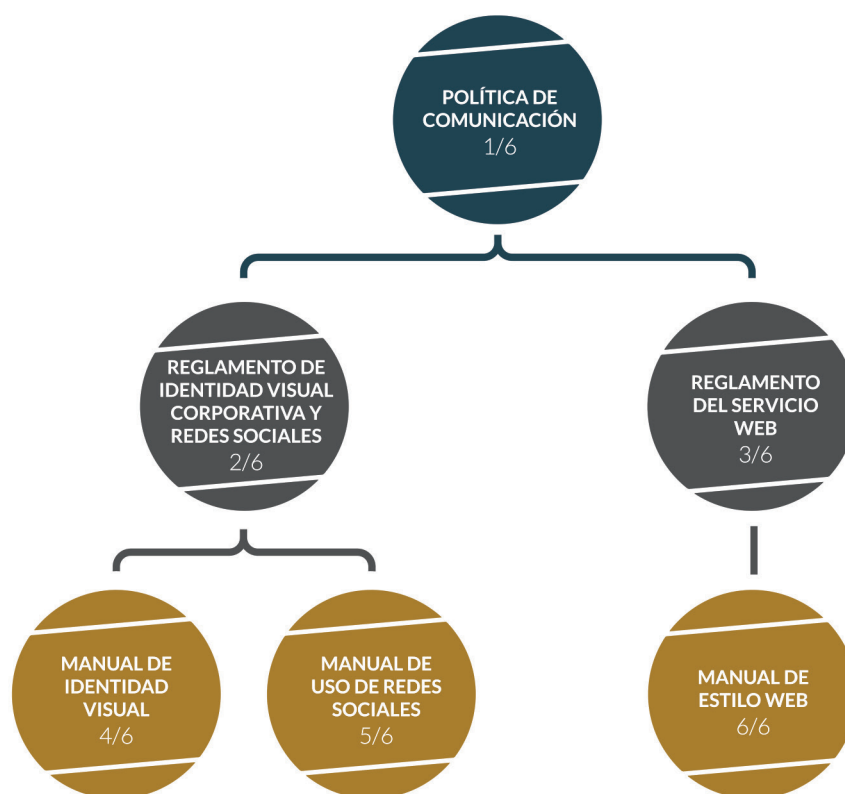 POLÍTICA DE
COMUNICACIÓN
1/6
REGLAMENTO DE
IDENTIDAD VISUAL
CORPORATIVA Y
REDES SOCIALES
2/6
REGLAMENTO
DEL SERVICIO
WEB
3/6
MANUAL DE
IDENTIDAD
VISUAL
4/6
MANUAL DE
USO DE REDES
SOCIALES
5/6
MANUAL DE
ESTILO WEB
6/6